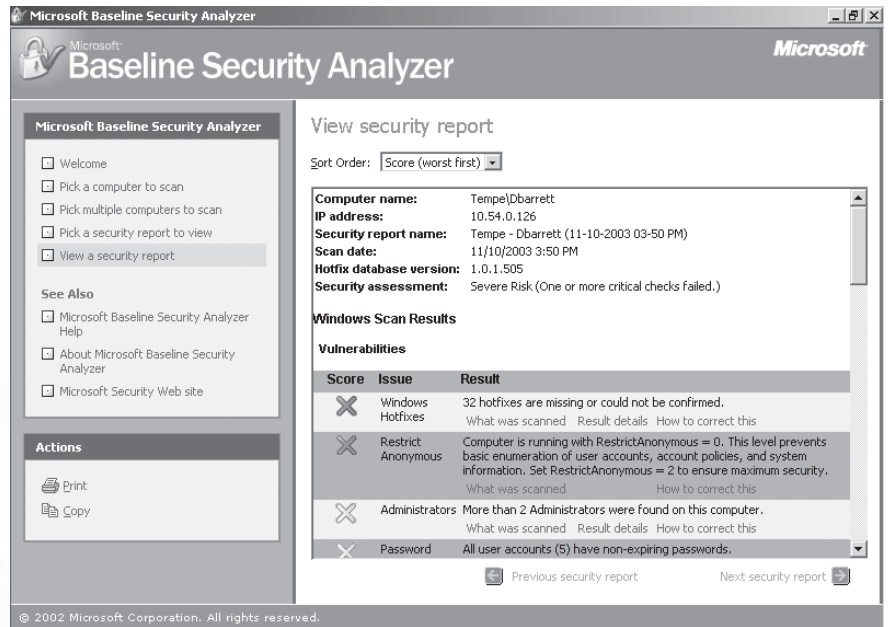 Microsoft Baseline Security Analyzer
Microsoft
Baseline Security Analyzer
Microsoft
Microsoft Baseline Security Analyzer
Welcome
Pick a computer to scan
Pick multiple computers to scan
Pick a security report to view
View a security report
See Also
Microsoft Baseline Security Analyzer
Help
About Microsoft Baseline Security
Analyzer
Microsoft Security Web site
Actions
Print
Copy
View security report
Sort Order: Score (worst first)
Computer name: Tempe\Dbarrett
IP address: 10.54.0.126
Security report name: Tempe - Dbarrett (11-10-2003 03-50 PM)
Scan date: 11/10/2003 3:50 PM
Hotfix database version: 1.0.1.505
Security assessment: Severe Risk (One or more critical checks failed.)
Windows Scan Results
Vulnerabilities
Score Issue Result
Windows Hotfixes 32 hotfixes are missing or could not be confirmed.
What was scanned Result details How to correct this
Restrict Anonymous Computer is running with RestrictAnonymous = 0. This level prevents
basic enumeration of user accounts, account policies, and system
information. Set RestrictAnonymous = 2 to ensure maximum security.
What was scanned How to correct this
Administrators More than 2 Administrators were found on this computer.
What was scanned Result details How to correct this
Password All user accounts (5) have non-expiring passwords.
Previous security report Next security report
© 2002 Microsoft Corporation. All rights reserved.